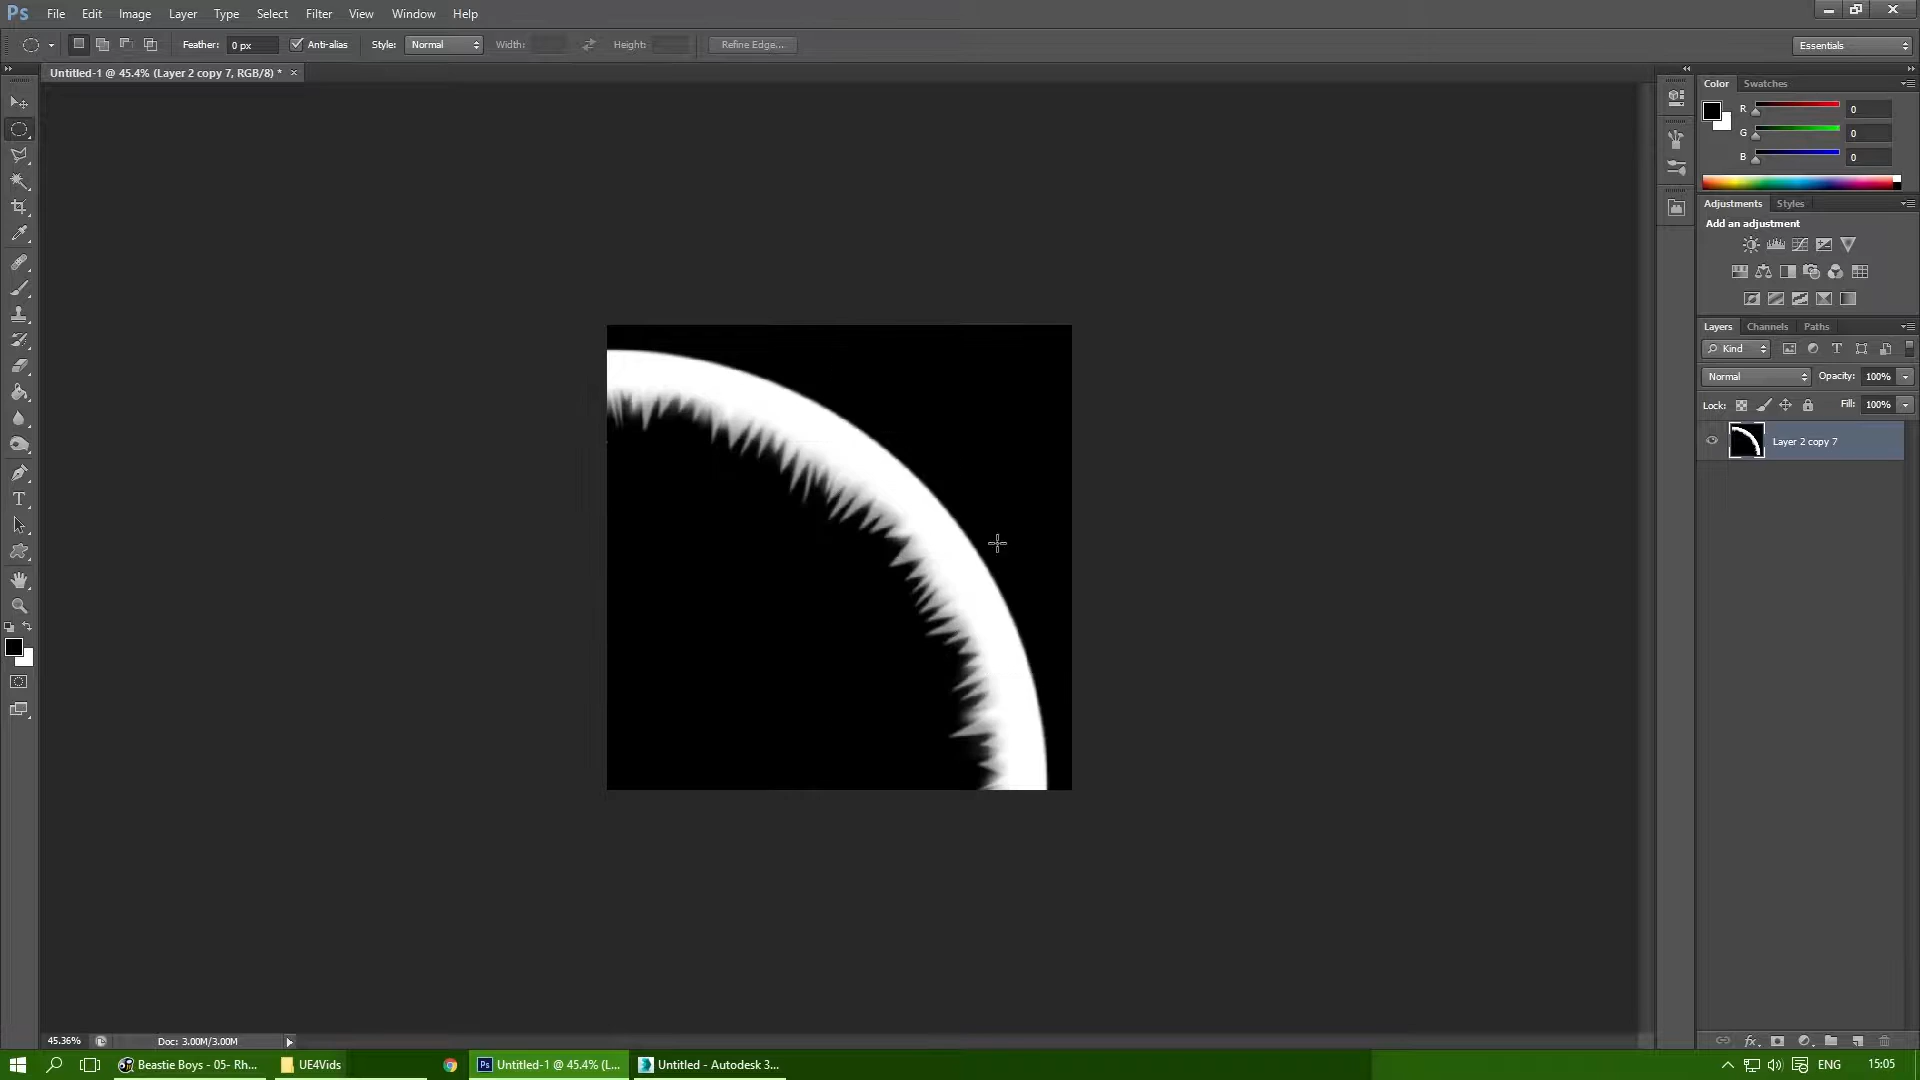 Ps File Edit Image Layer Type Select Filter View Window Help
Feather: 0 px Anti-alias Style: Normal Width: Height: Refine Edge... Essentials
Untitled-1 @ 45.4% (Layer 2 copy 7, RGB/8) * ×
Color Swatches
R 0
G 0
B 0
Adjustments Styles
Add an adjustment
Layers Channels Paths
Kind
Normal Opacity: 100%
Lock: Fill: 100%
Layer 2 copy 7
45.36% Doc: 3.00M/3.00M
Beastie Boys - 05- Rh... UE4Vids Untitled-1 @ 45.4% (L... Untitled - Autodesk 3... ENG 15:05